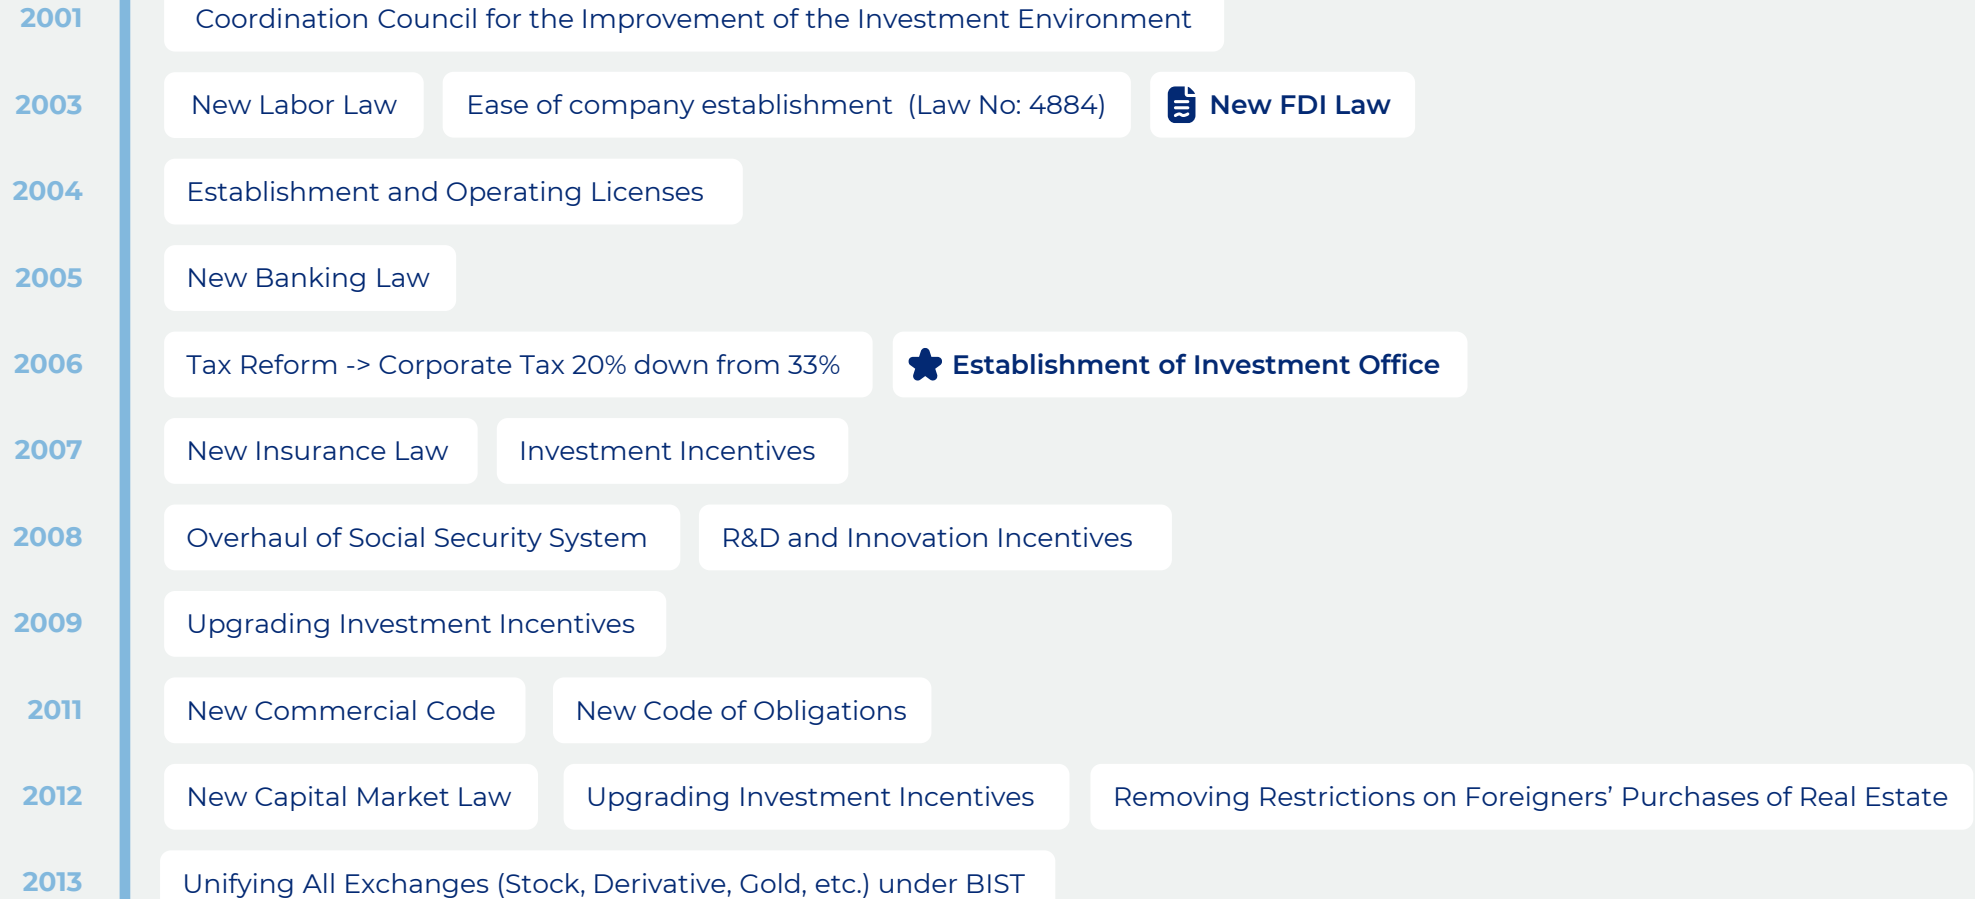 2001 Coordination Council for the Improvement of the Investment Environment
2003 New Labor Law Ease of company establishment (Law No: 4884) New FDI Law
2004 Establishment and Operating Licenses
2005 New Banking Law
2006 Tax Reform -> Corporate Tax 20% down from 33% Establishment of Investment Office
2007 New Insurance Law Investment Incentives
2008 Overhaul of Social Security System R&D and Innovation Incentives
2009 Upgrading Investment Incentives
2011 New Commercial Code New Code of Obligations
2012 New Capital Market Law Upgrading Investment Incentives Removing Restrictions on Foreigners’ Purchases of Real Estate
2013 Unifying All Exchanges (Stock, Derivative, Gold, etc.) under BIST